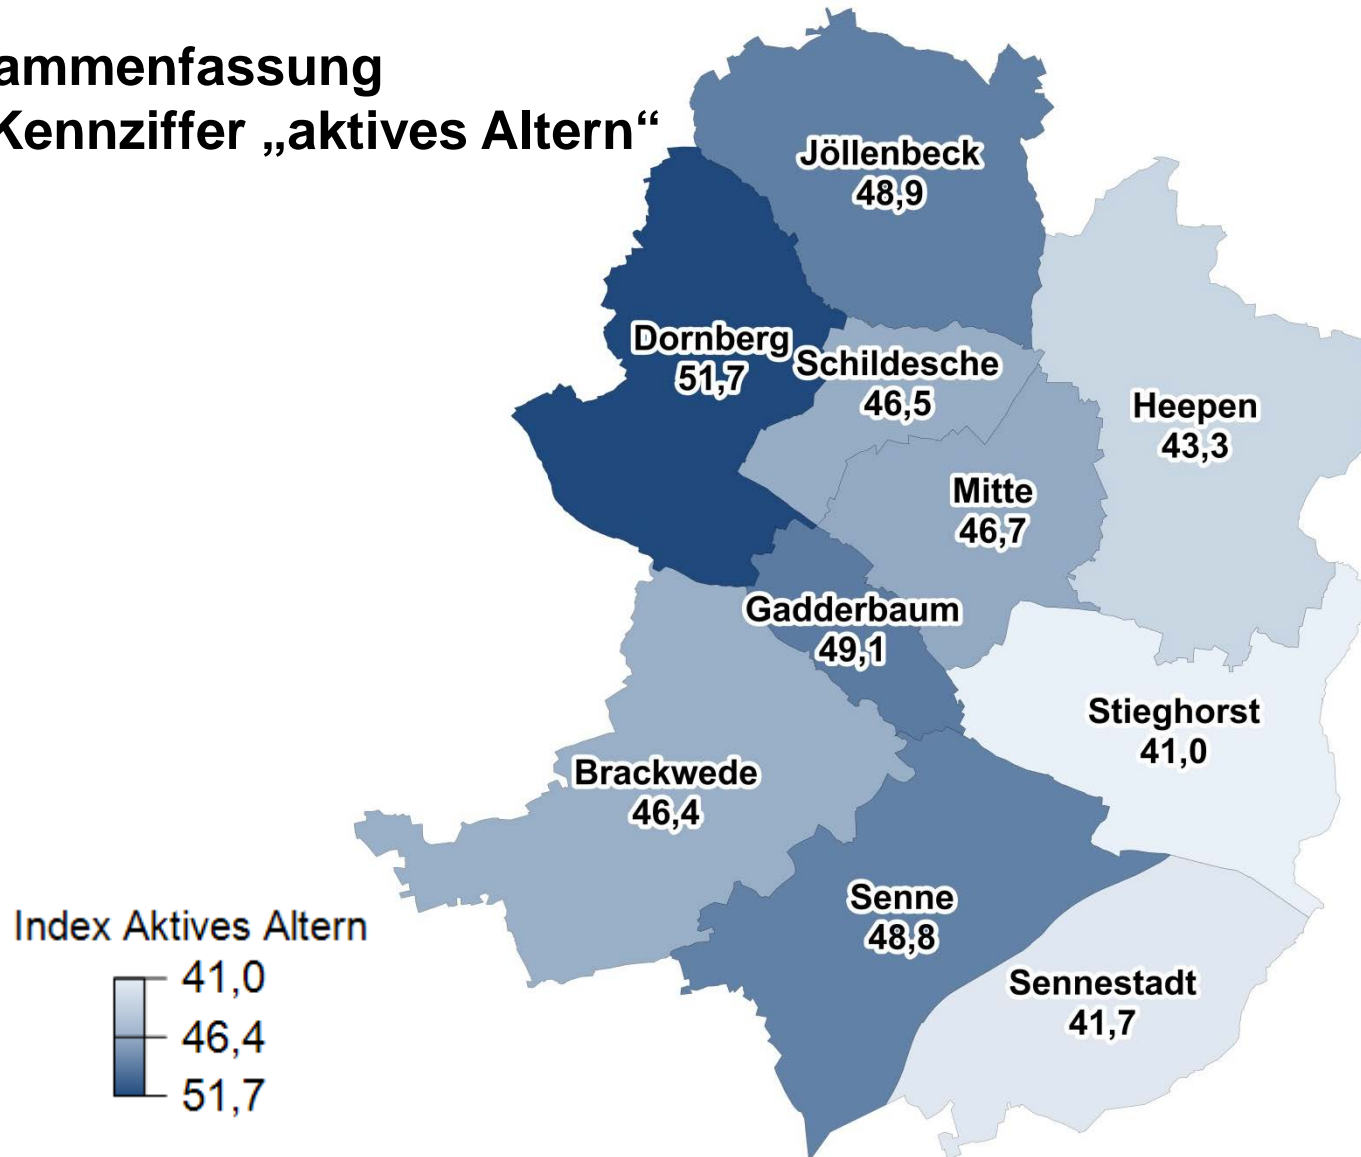 ammenfassung
Kennziffer „aktives Altern“
Jöllenbeck
48,9
Dornberg
51,7
Schildesche
46,5
Heepen
43,3
Mitte
46,7
Gadderbaum
49,1
Stieghorst
41,0
Brackwede
46,4
Senne
48,8
Sennestadt
41,7
Index Aktives Altern
41,0
46,4
51,7